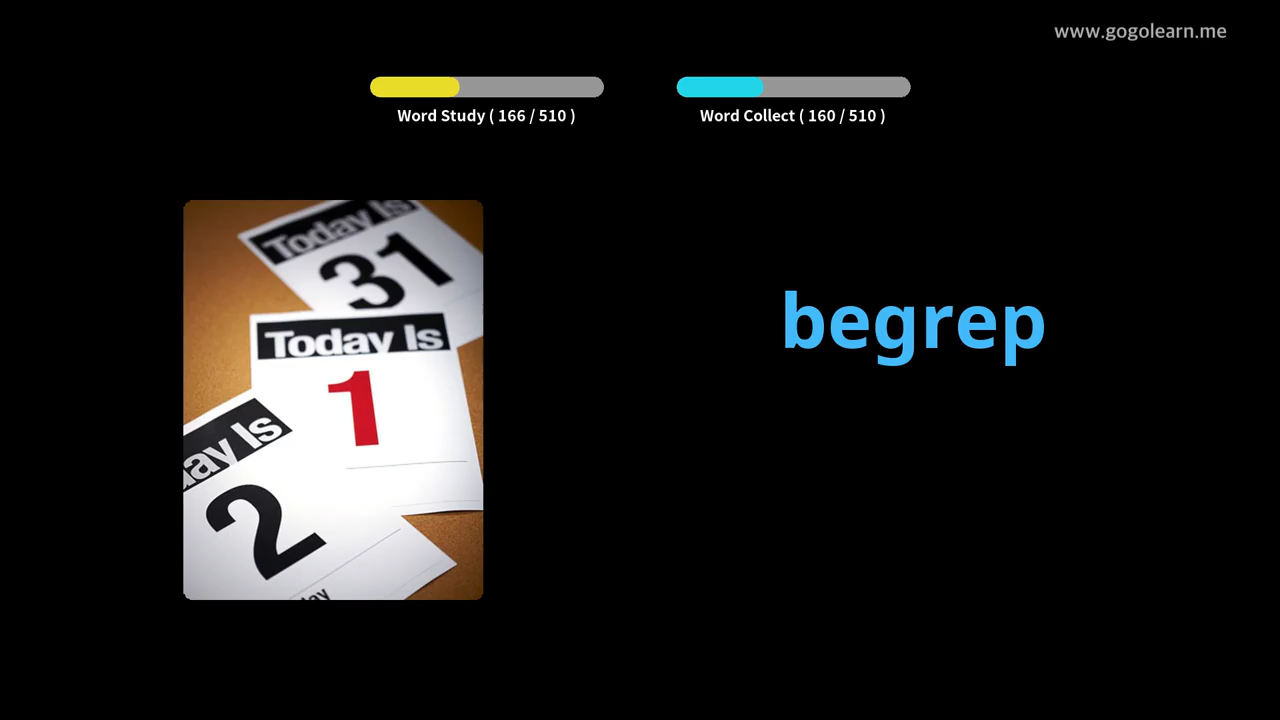 www.gogolearn.me
Word Study ( 166 / 510 )
Word Collect ( 160 / 510 )
Today Is
31
Today Is
1
begrep
ay Is
2
ay